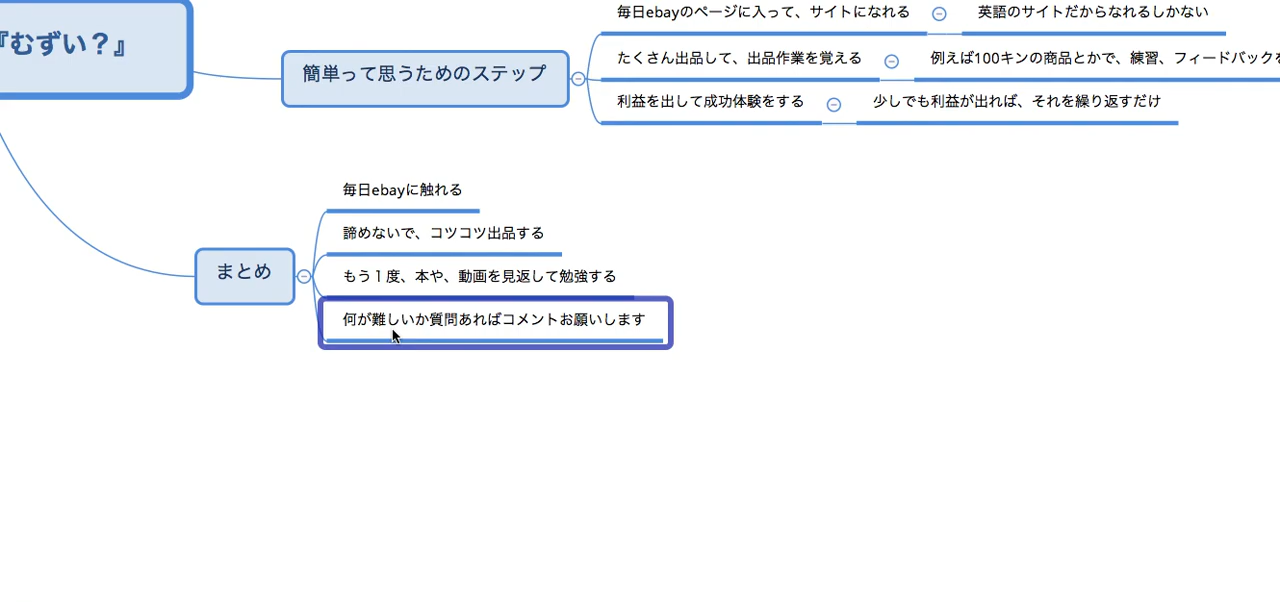 『むずい？』
毎日ebayのページに入って、サイトになれる
英語のサイトだからなれるしかない
簡単って思うためのステップ
たくさん出品して、出品作業を覚える
例えば100キンの商品とかで、練習、フィードバックを
利益を出して成功体験をする
少しでも利益が出れば、それを繰り返すだけ
まとめ
毎日ebayに触れる
諦めないで、コツコツ出品する
もう１度、本や、動画を見返して勉強する
何が難しいか質問あればコメントお願いします